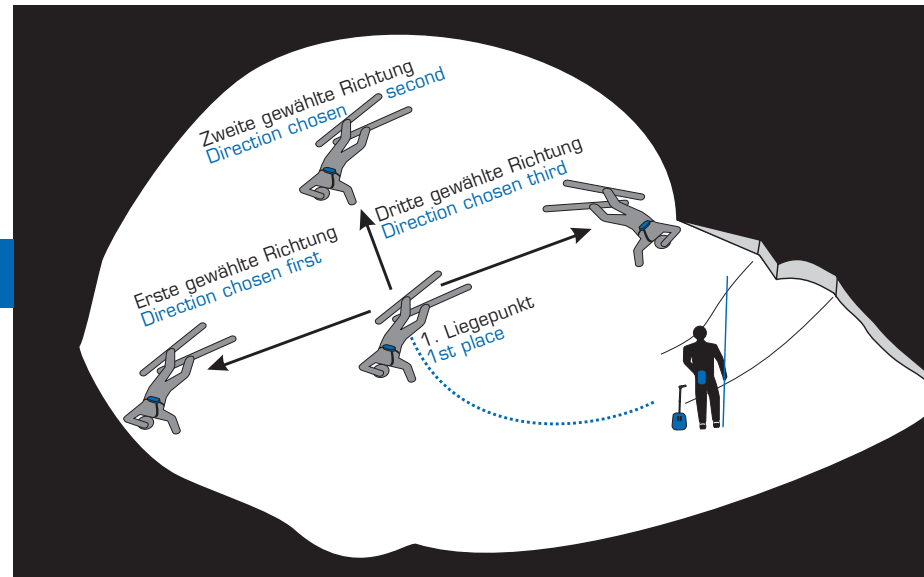 Zweite gewählte Richtung
Direction chosen second
Dritte gewählte Richtung
Direction chosen third
Erste gewählte Richtung
Direction chosen first
1. Liegepunkt
1st place